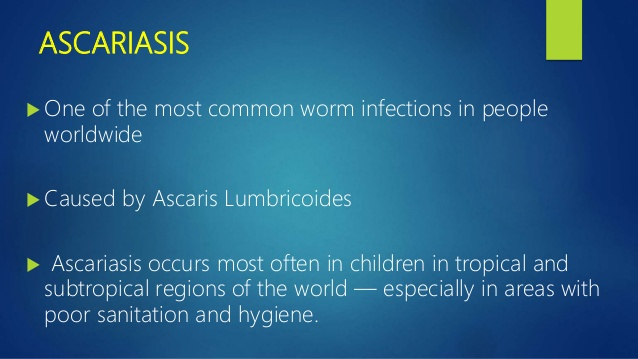 ASCARIASIS
One of the most common worm infections in people
worldwide
Caused by Ascaris Lumbricoides
Ascariasis occurs most often in children in tropical and
subtropical regions of the world — especially in areas with
poor sanitation and hygiene.